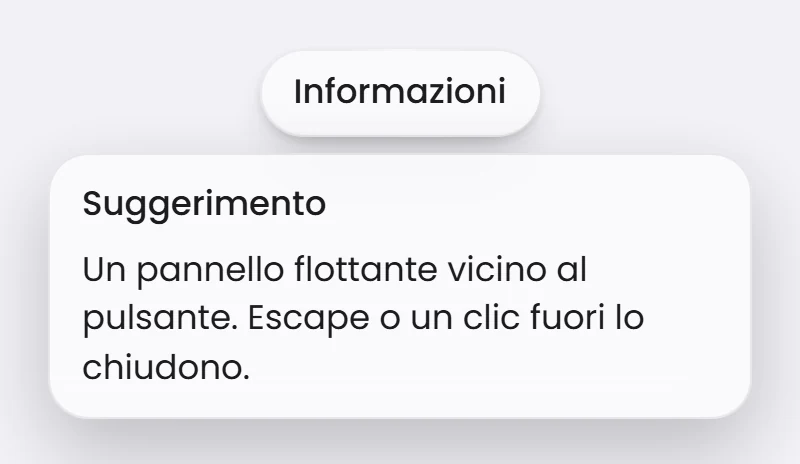 Informazioni
Suggerimento
Un pannello flottante vicino al
pulsante. Escape o un clic fuori lo
chiudono.